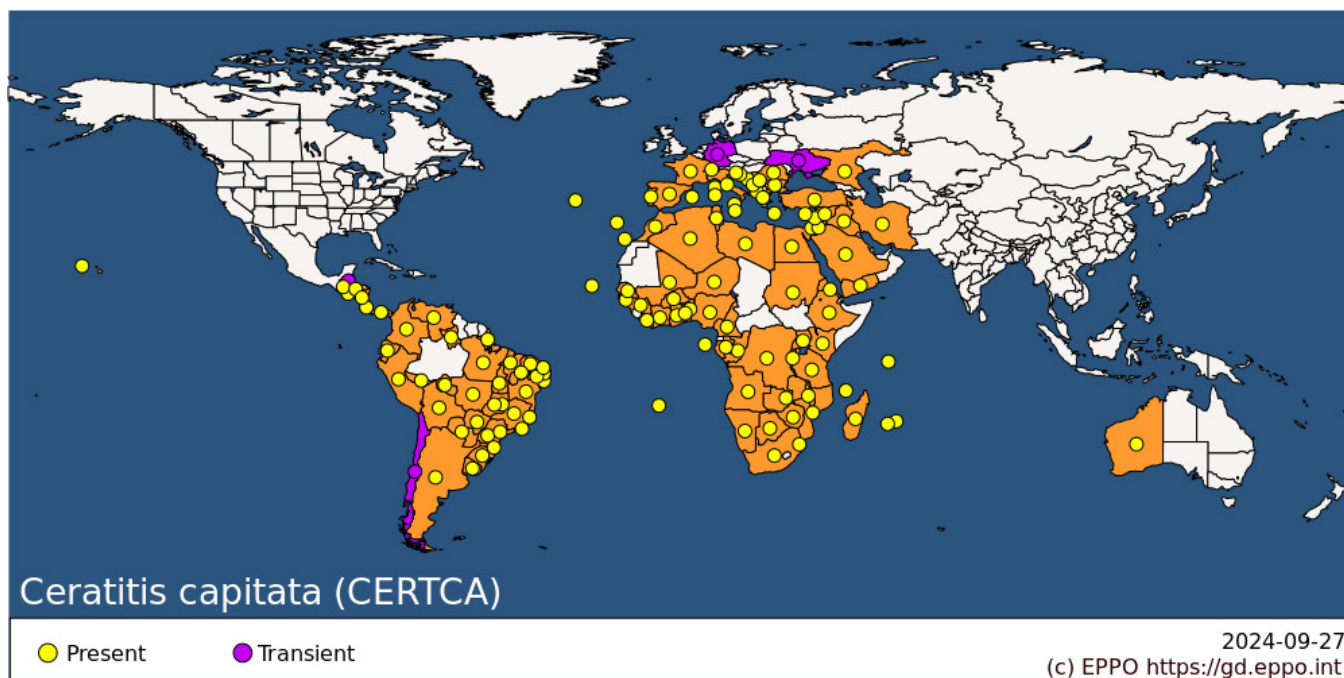 Ceratitis capitata (CERTCA)
Present
Transient
2024-09-27
(c) EPPO https://gd.eppo.int